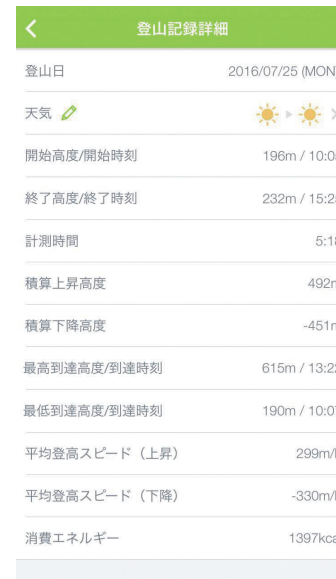 登山記録詳細
登山日 2016/07/25 (MON)
天気
開始高度/開始時刻 196m / 10:0
終了高度/終了時刻 232m / 15:2
計測時間 5:18
積算上昇高度 492m
積算下降高度 -451m
最高到達高度/到達時刻 615m / 13:22
最低到達高度/到達時刻 190m / 10:07
平均登高スピード（上昇） 299m/
平均登高スピード（下降） -330m/
消費エネルギー 1397kca